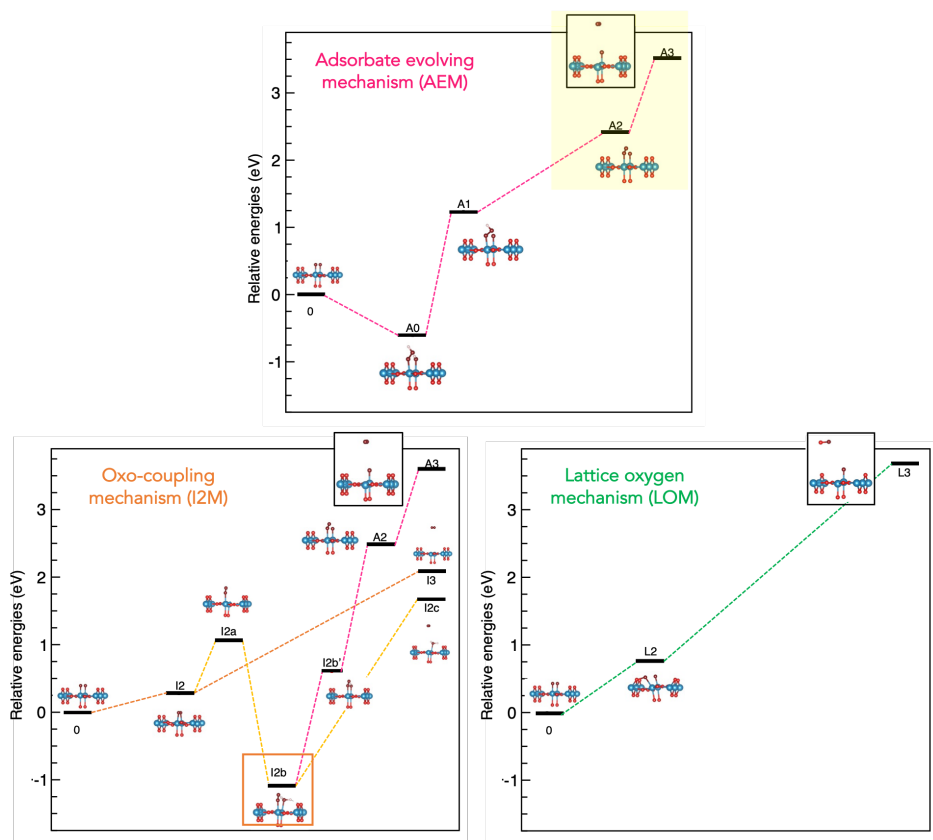 Adsorbate evolving
mechanism (AEM)
Relative energies (eV)
3
2
1
0
-1
0
A0
A1
A2
A3
Oxo-coupling
mechanism (I2M)
Relative energies (eV)
3
2
1
0
-1
0
I2
I2a
I2b
I2b'
A2
A3
I3
I2c
Lattice oxygen
mechanism (LOM)
Relative energies (eV)
3
2
1
0
-1
0
L2
L3